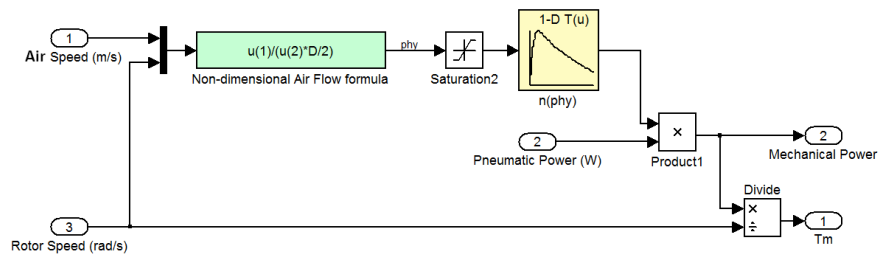 1
Air Speed (m/s)
u(1)/(u(2)*D/2)
Non-dimensional Air Flow formula
phy
Saturation2
1-D T(u)
n(phy)
2
Pneumatic Power (W)
×
Product1
2
Mechanical Power
Divide
×
÷
1
Tm
3
Rotor Speed (rad/s)